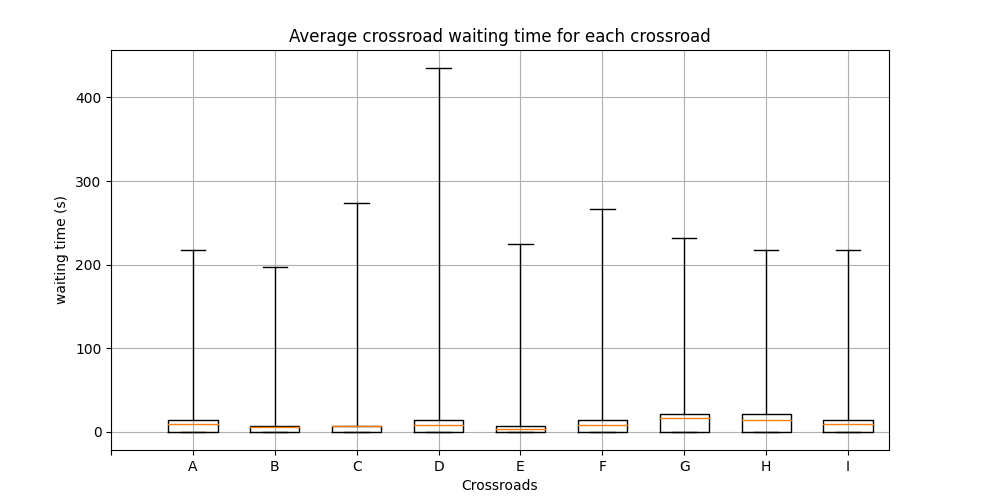 Average crossroad waiting time for each crossroad
waiting time (s)
400
300
200
100
0
A B C D E F G H I
Crossroads